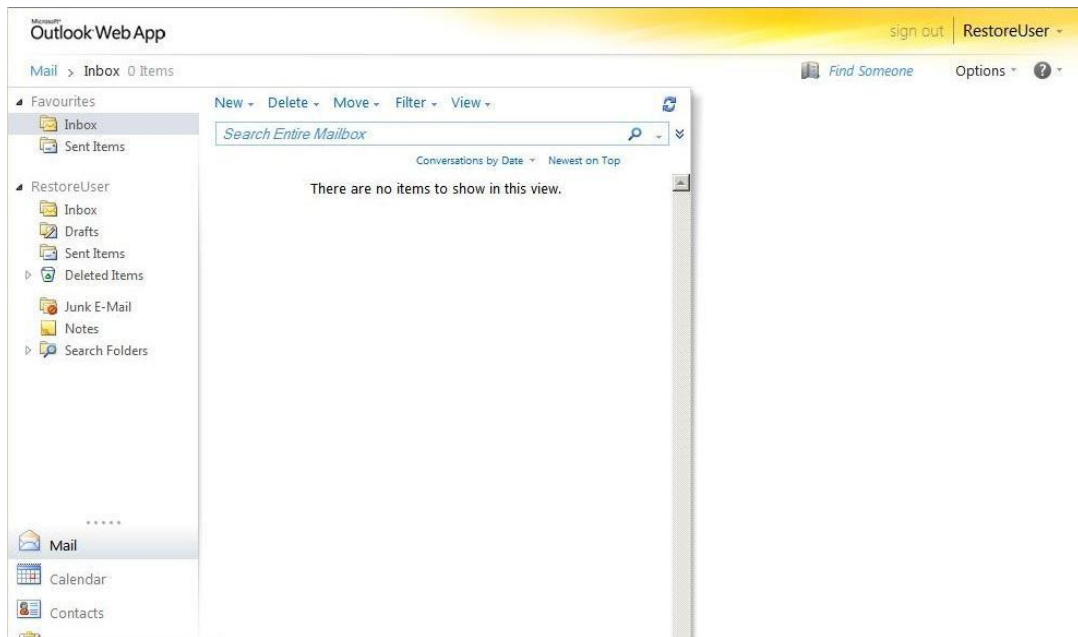 Microsoft®
Outlook Web App
sign out RestoreUser
Mail > Inbox 0 Items
Find Someone Options ?
Favourites
Inbox
Sent Items
RestoreUser
Inbox
Drafts
Sent Items
Deleted Items
Junk E-Mail
Notes
Search Folders
Mail
Calendar
Contacts
New Delete Move Filter View
Search Entire Mailbox
Conversations by Date Newest on Top
There are no items to show in this view.